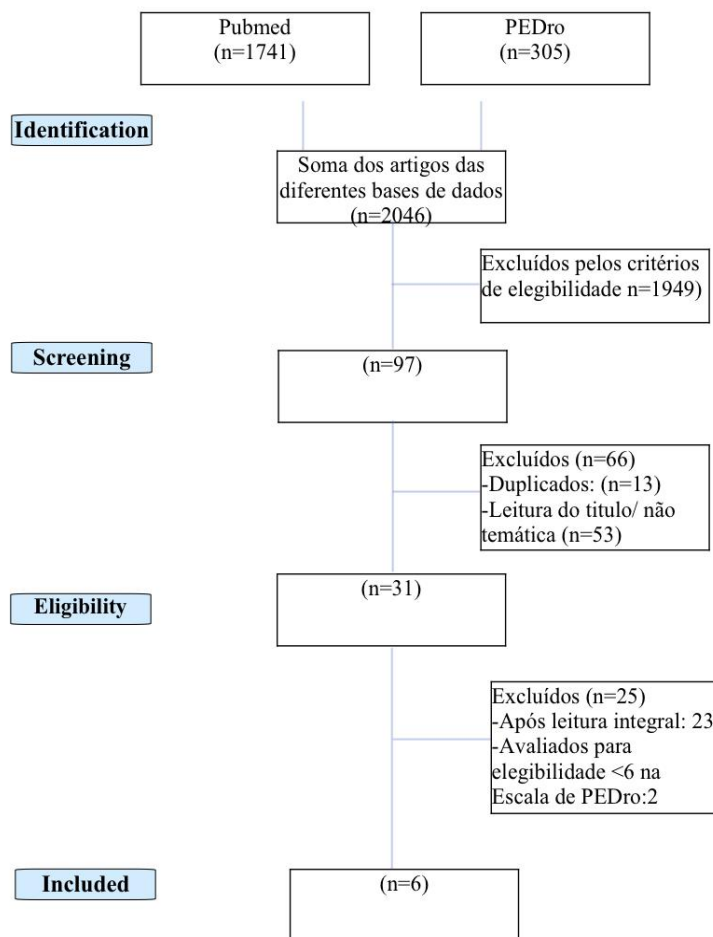 Pubmed
(n=1741)
PEDro
(n=305)
Identification
Soma dos artigos das
diferentes bases de dados
(n=2046)
Excluídos pelos critérios
de elegibilidade n=1949)
Screening
(n=97)
Excluídos (n=66)
-Duplicados: (n=13)
-Leitura do titulo/ não
temática (n=53)
Eligibility
(n=31)
Excluídos (n=25)
-Após leitura integral: 23
-Avaliados para
elegibilidade <6 na
Escala de PEDro:2
Included
(n=6)